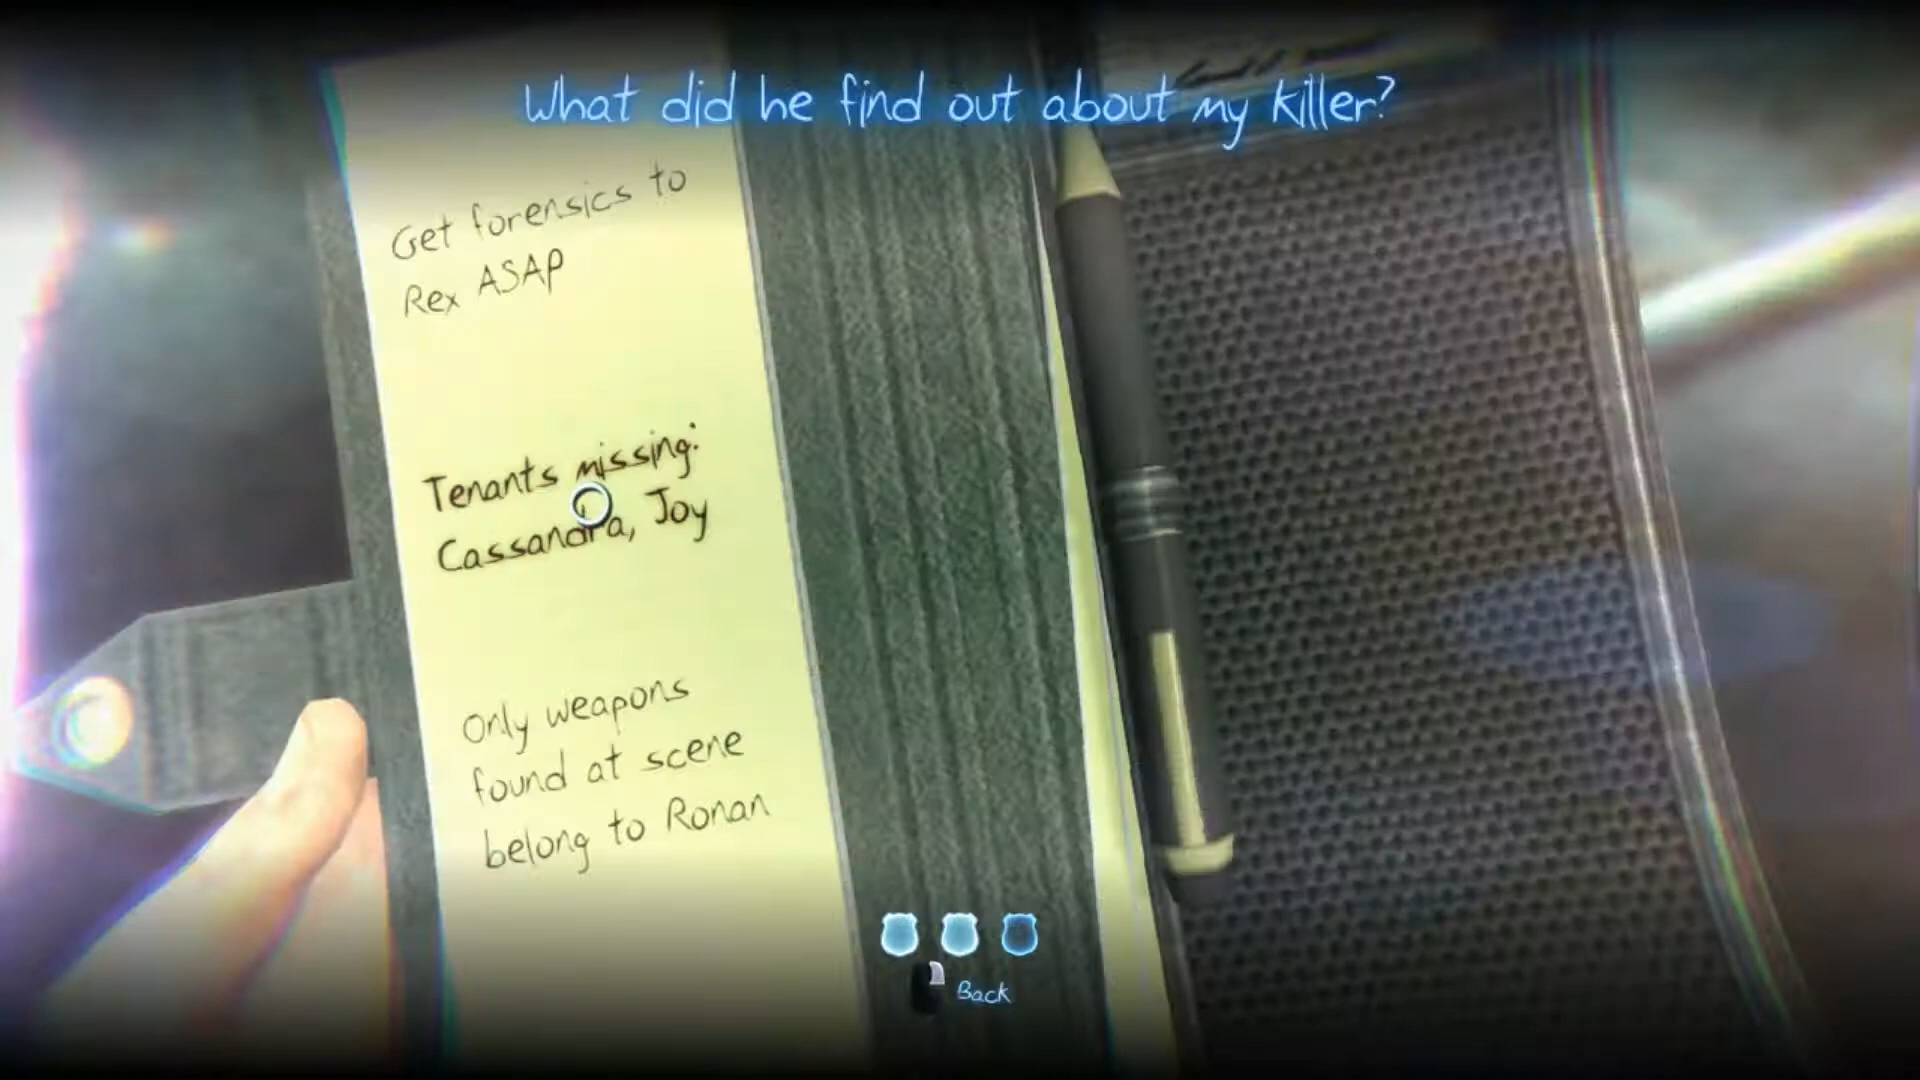 What did he find out about my killer?
Get forensics to
Rex ASAP
Tenants missing:
Cassandra, Joy
Only weapons
found at scene
belong to Ronan
Back